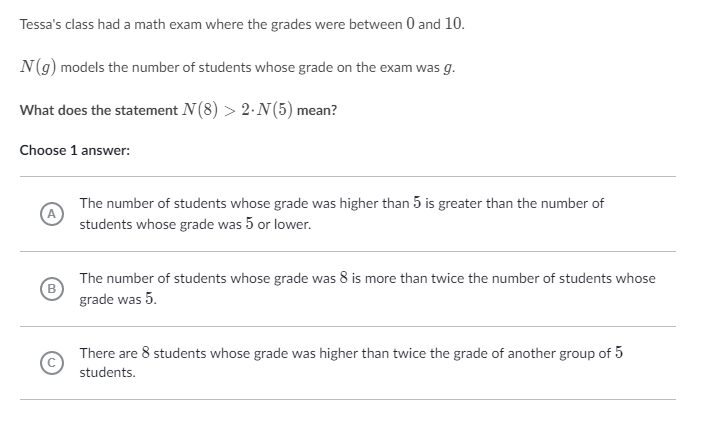 Tessa's class had a math exam where the grades were between 0 and 10.
N(g) models the number of students whose grade on the exam was g.
What does the statement N(8) > 2·N(5) mean?
Choose 1 answer:
A
The number of students whose grade was higher than 5 is greater than the number of
students whose grade was 5 or lower.
B
The number of students whose grade was 8 is more than twice the number of students whose
grade was 5.
C
There are 8 students whose grade was higher than twice the grade of another group of 5
students.